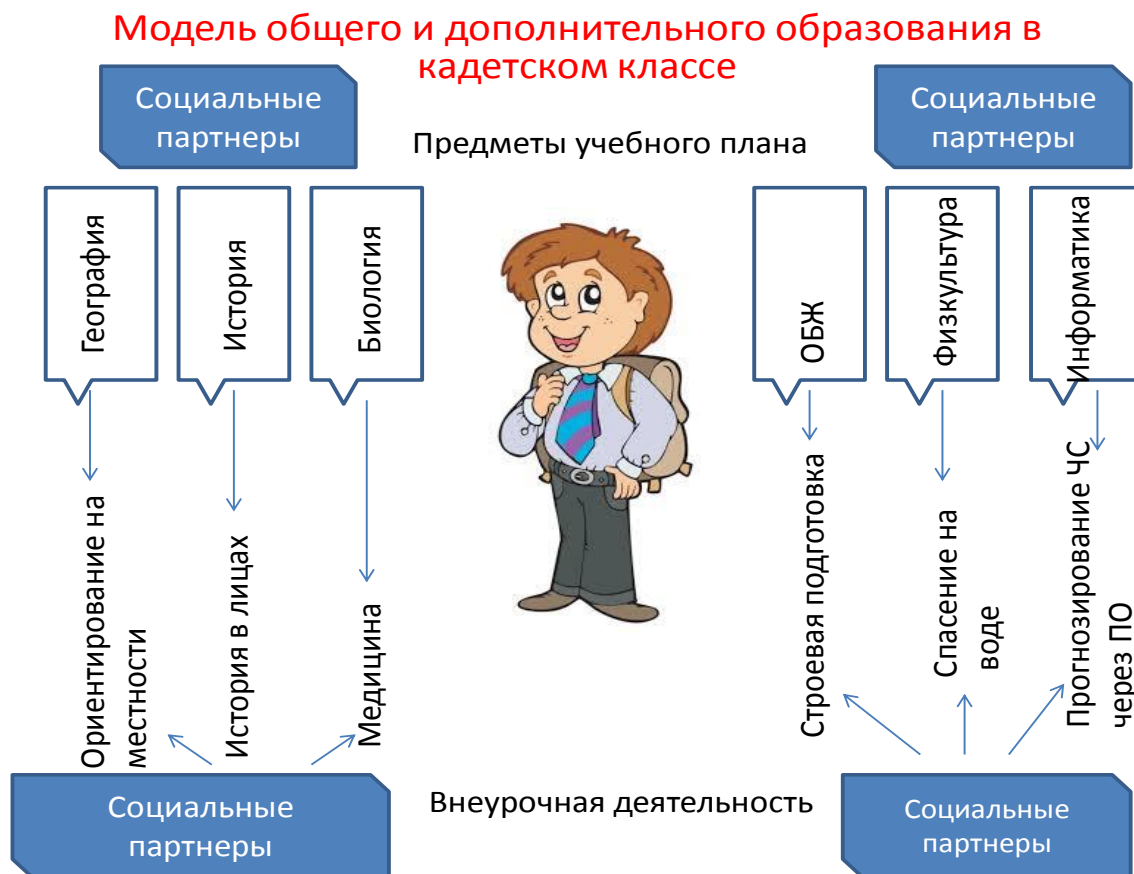 Модель общего и дополнительного образования в
кадетском классе
Социальные
партнеры
Социальные
партнеры
Предметы учебного плана
География
История
Биология
ОБЖ
Физкультура
Информатика
Ориентирование на
местности
История в лицах
Медицина
Строевая подготовка
Спасение на
воде
Прогнозирование ЧС
через ПО
Социальные
партнеры
Внеурочная деятельность
Социальные
партнеры